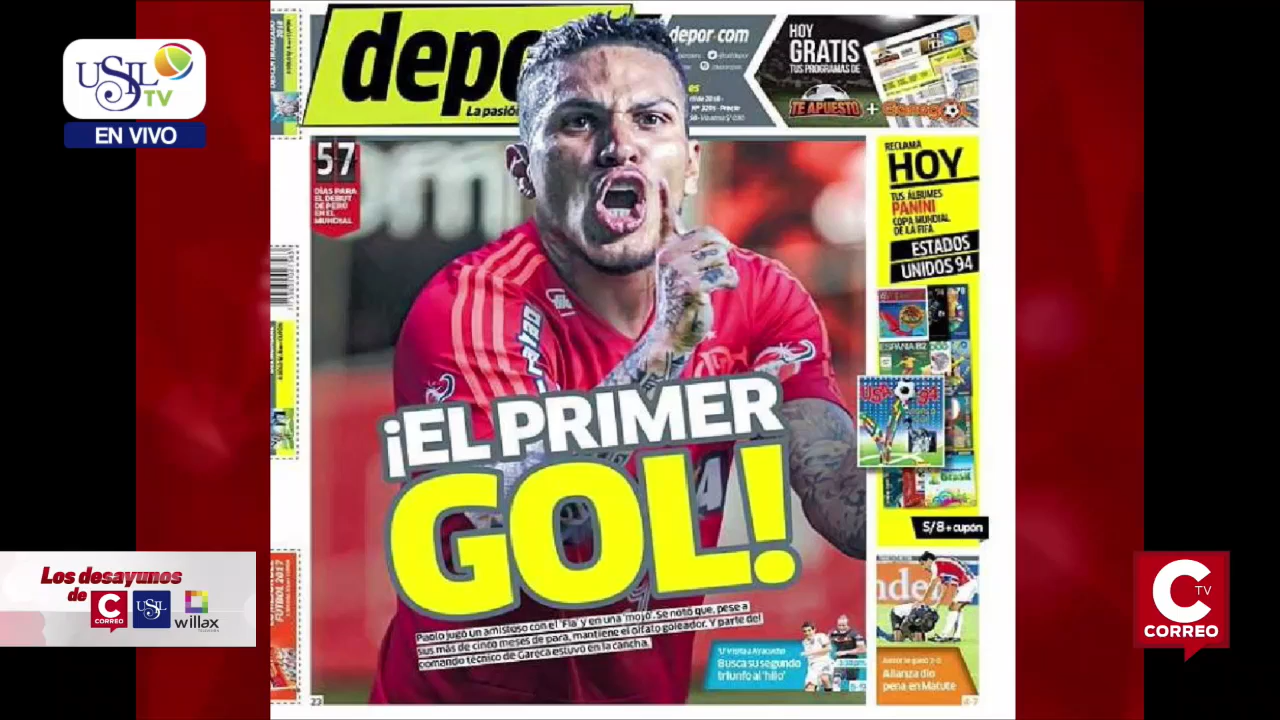 USIL
TV
EN VIVO
depo
La pasión
depor.com
HOY
GRATIS
TUS PROGRAMAS DE
TE APUESTO +
57
DÍAS PARA
EL DEBUT
DE PERÚ
EN EL
MUNDIAL
RECLAMA
HOY
TUS ÁLBUMES
PANINI
COPA MUNDIAL
DE LA FIFA
ESTADOS
UNIDOS 94
ESPAÑA 82
USA 94
S/ 8 + cupón
¡EL PRIMER
GOL!
Paolo jugó un amistoso con el 'Fla' y en una 'mojó'. Se notó que, pese a
sus más de cinco meses de para, mantiene el olfato goleador. Y parte del
comando técnico de Gareca estuvo en la cancha.
'U' visita a Ayacucho
Busca su segundo
triunfo al 'hilo'
Alianza dio
pena en Matute
FÚTBOL 2017
Los desayunos
de
C
CORREO
USIL
willax
C
TV
CORREO